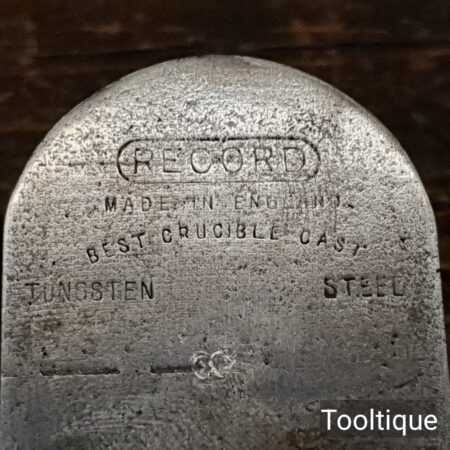 RECORD
MADE IN ENGLAND
BEST CRUCIBLE CAST
TUNGSTEN STEEL
Tooltique